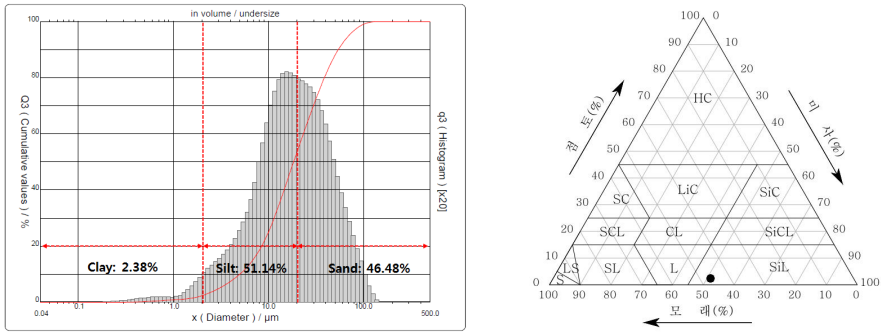 in volume / undersize
Q3 ( Cumulative values ) / %
q3 ( Histogram ) [x20]
100
80
60
40
20
0
Clay: 2.38%
Silt: 51.14%
Sand: 46.48%
0.04
0.1
1.0
10.0
100.0
500.0
x ( Diameter ) / µm
100 0
90 10
80 20
70 30
60 40
50 50
40 60
30 70
20 80
10 90
0 100
점 토(%)
미 사(%)
HC
SC
LiC
SiC
SCL
CL
SiCL
LS
S
SL
L
SiL
100 90 80 70 60 50 40 30 20 10 0
모 래(%)